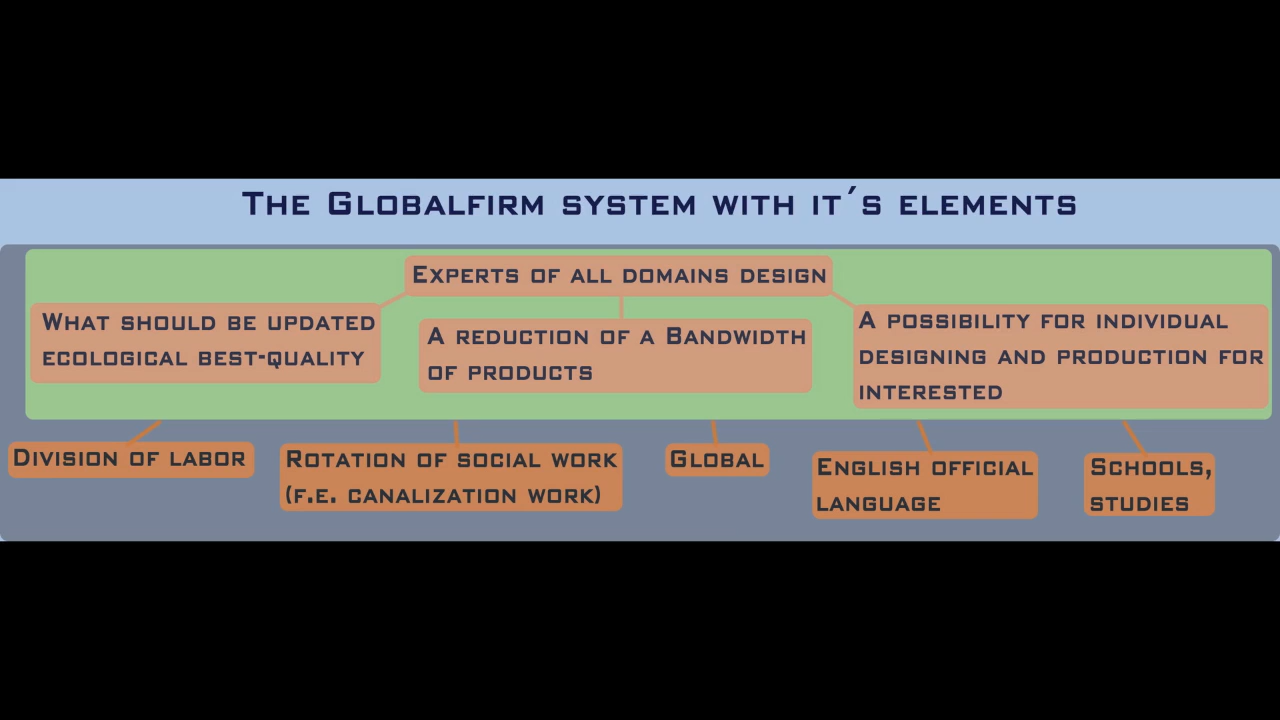 The Globalfirm system with it´s elements
Experts of all domains design
What should be updated
ecological best-quality
A reduction of a Bandwidth
of products
A possibility for individual
designing and production for
interested
Division of labor
Rotation of social work
(f.e. canalization work)
Global
English official
language
Schools,
studies